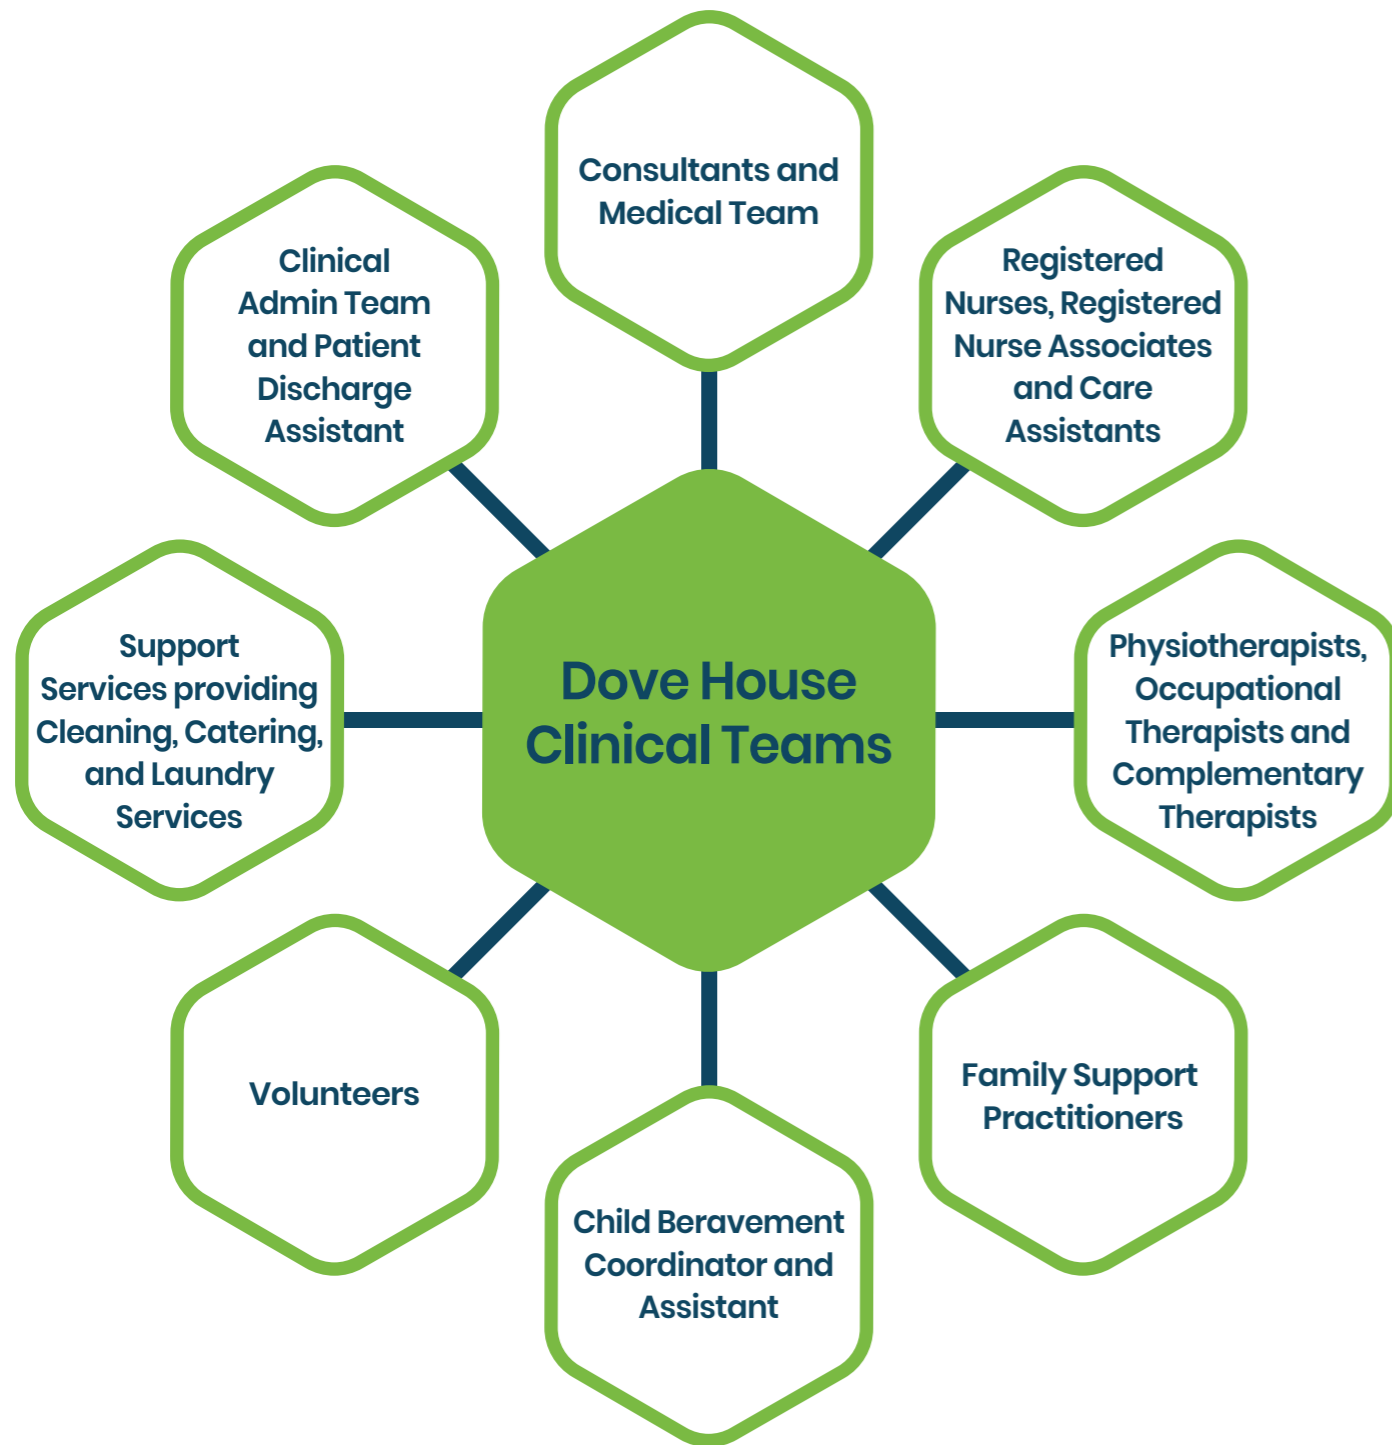 Consultants and
Medical Team
Clinical
Admin Team
and Patient
Discharge
Assistant
Registered
Nurses, Registered
Nurse Associates
and Care
Assistants
Support
Services providing
Cleaning, Catering,
and Laundry
Services
Dove House
Clinical Teams
Physiotherapists,
Occupational
Therapists and
Complementary
Therapists
Volunteers
Family Support
Practitioners
Child Beravement
Coordinator and
Assistant